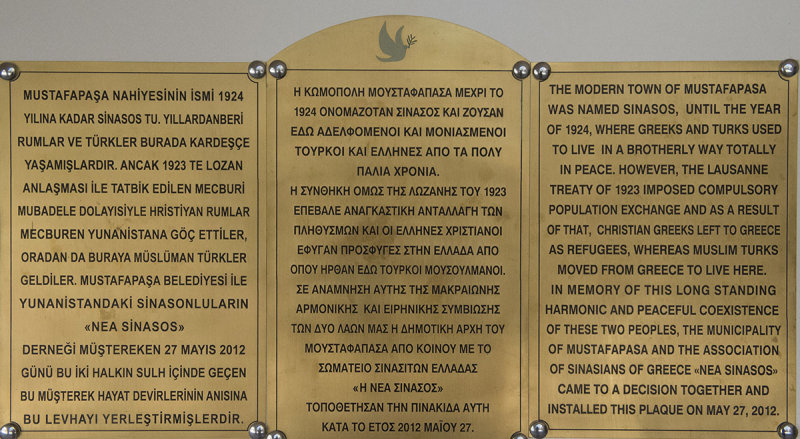 MUSTAFAPAŞA NAHİYESİNİN İSMİ 1924
YILINA KADAR SİNASOS TU. YILLARDANBERİ
RUMLAR VE TÜRKLER BURADA KARDEŞÇE
YAŞAMIŞLARDIR. ANCAK 1923 TE LOZAN
ANLAŞMASI İLE TATBİK EDİLEN MECBURİ
MUBADELE DOLAYISIYLE HRİSTİYAN RUMLAR
MECBUREN YUNANİSTANA GÖÇ ETTİLER,
ORADAN DA BURAYA MÜSLÜMAN TÜRKLER
GELDİLER. MUSTAFAPAŞA BELEDİYESİ İLE
YUNANİSTANDAKİ SİNASONLULARIN
«NEA SİNASOS»
DERNEĞİ MÜŞTEREKEN 27 MAYIS 2012
GÜNÜ BU İKİ HALKIN SULH İÇİNDE GEÇEN
BU MÜŞTEREK HAYAT DEVİRLERİNİN ANISINA
BU LEVHAYI YERLEŞTİRMİŞLERDİR.
Η ΚΩΜΟΠΟΛΗ ΜΟΥΣΤΑΦΑΠΑΣΑ ΜΕΧΡΙ ΤΟ
1924 ΟΝΟΜΑΖΟΤΑΝ ΣΙΝΑΣΟΣ ΚΑΙ ΖΟΥΣΑΝ
ΕΔΩ ΑΔΕΛΦΟΜΕΝΟΙ ΚΑΙ ΜΟΝΙΑΣΜΕΝΟΙ
ΤΟΥΡΚΟΙ ΚΑΙ ΕΛΛΗΝΕΣ ΑΠΟ ΤΑ ΠΟΛΥ
ΠΑΛΙΑ ΧΡΟΝΙΑ.
Η ΣΥΝΘΗΚΗ ΟΜΩΣ ΤΗΣ ΛΩΖΑΝΗΣ ΤΟΥ 1923
ΕΠΕΒΑΛΕ ΑΝΑΓΚΑΣΤΙΚΗ ΑΝΤΑΛΛΑΓΗ ΤΩΝ
ΠΛΗΘΥΣΜΩΝ ΚΑΙ ΟΙ ΕΛΛΗΝΕΣ ΧΡΙΣΤΙΑΝΟΙ
ΕΦΥΓΑΝ ΠΡΟΣΦΥΓΕΣ ΣΤΗΝ ΕΛΛΑΔΑ ΑΠΟ
ΟΠΟΥ ΗΡΘΑΝ ΕΔΩ ΤΟΥΡΚΟΙ ΜΟΥΣΟΥΛΜΑΝΟΙ.
ΣΕ ΑΝΑΜΝΗΣΗ ΑΥΤΗΣ ΤΗΣ ΜΑΚΡΑΙΩΝΗΣ
ΑΡΜΟΝΙΚΗΣ ΚΑΙ ΕΙΡΗΝΙΚΗΣ ΣΥΜΒΙΩΣΗΣ
ΤΩΝ ΔΥΟ ΛΑΩΝ ΜΑΣ Η ΔΗΜΟΤΙΚΗ ΑΡΧΗ ΤΟΥ
ΜΟΥΣΤΑΦΑΠΑΣΑ ΑΠΟ ΚΟΙΝΟΥ ΜΕ ΤΟ
ΣΩΜΑΤΕΙΟ ΣΙΝΑΣΙΤΩΝ ΕΛΛΑΔΑΣ
«Η ΝΕΑ ΣΙΝΑΣΟΣ»
ΤΟΠΟΘΕΤΗΣΑΝ ΤΗΝ ΠΙΝΑΚΙΔΑ ΑΥΤΗ
ΚΑΤΑ ΤΟ ΕΤΟΣ 2012 ΜΑΪΟΥ 27.
THE MODERN TOWN OF MUSTAFAPASA
WAS NAMED SINASOS, UNTIL THE YEAR
OF 1924, WHERE GREEKS AND TURKS USED
TO LIVE IN A BROTHERLY WAY TOTALLY
IN PEACE. HOWEVER, THE LAUSANNE
TREATY OF 1923 IMPOSED COMPULSORY
POPULATION EXCHANGE AND AS A RESULT
OF THAT, CHRISTIAN GREEKS LEFT TO GREECE
AS REFUGEES, WHEREAS MUSLIM TURKS
MOVED FROM GREECE TO LIVE HERE.
IN MEMORY OF THIS LONG STANDING
HARMONIC AND PEACEFUL COEXISTENCE
OF THESE TWO PEOPLES, THE MUNICIPALITY
OF MUSTAFAPASA AND THE ASSOCIATION
OF SINASIANS OF GREECE «NEA SINASOS»
CAME TO A DECISION TOGETHER AND
INSTALLED THIS PLAQUE ON MAY 27, 2012.